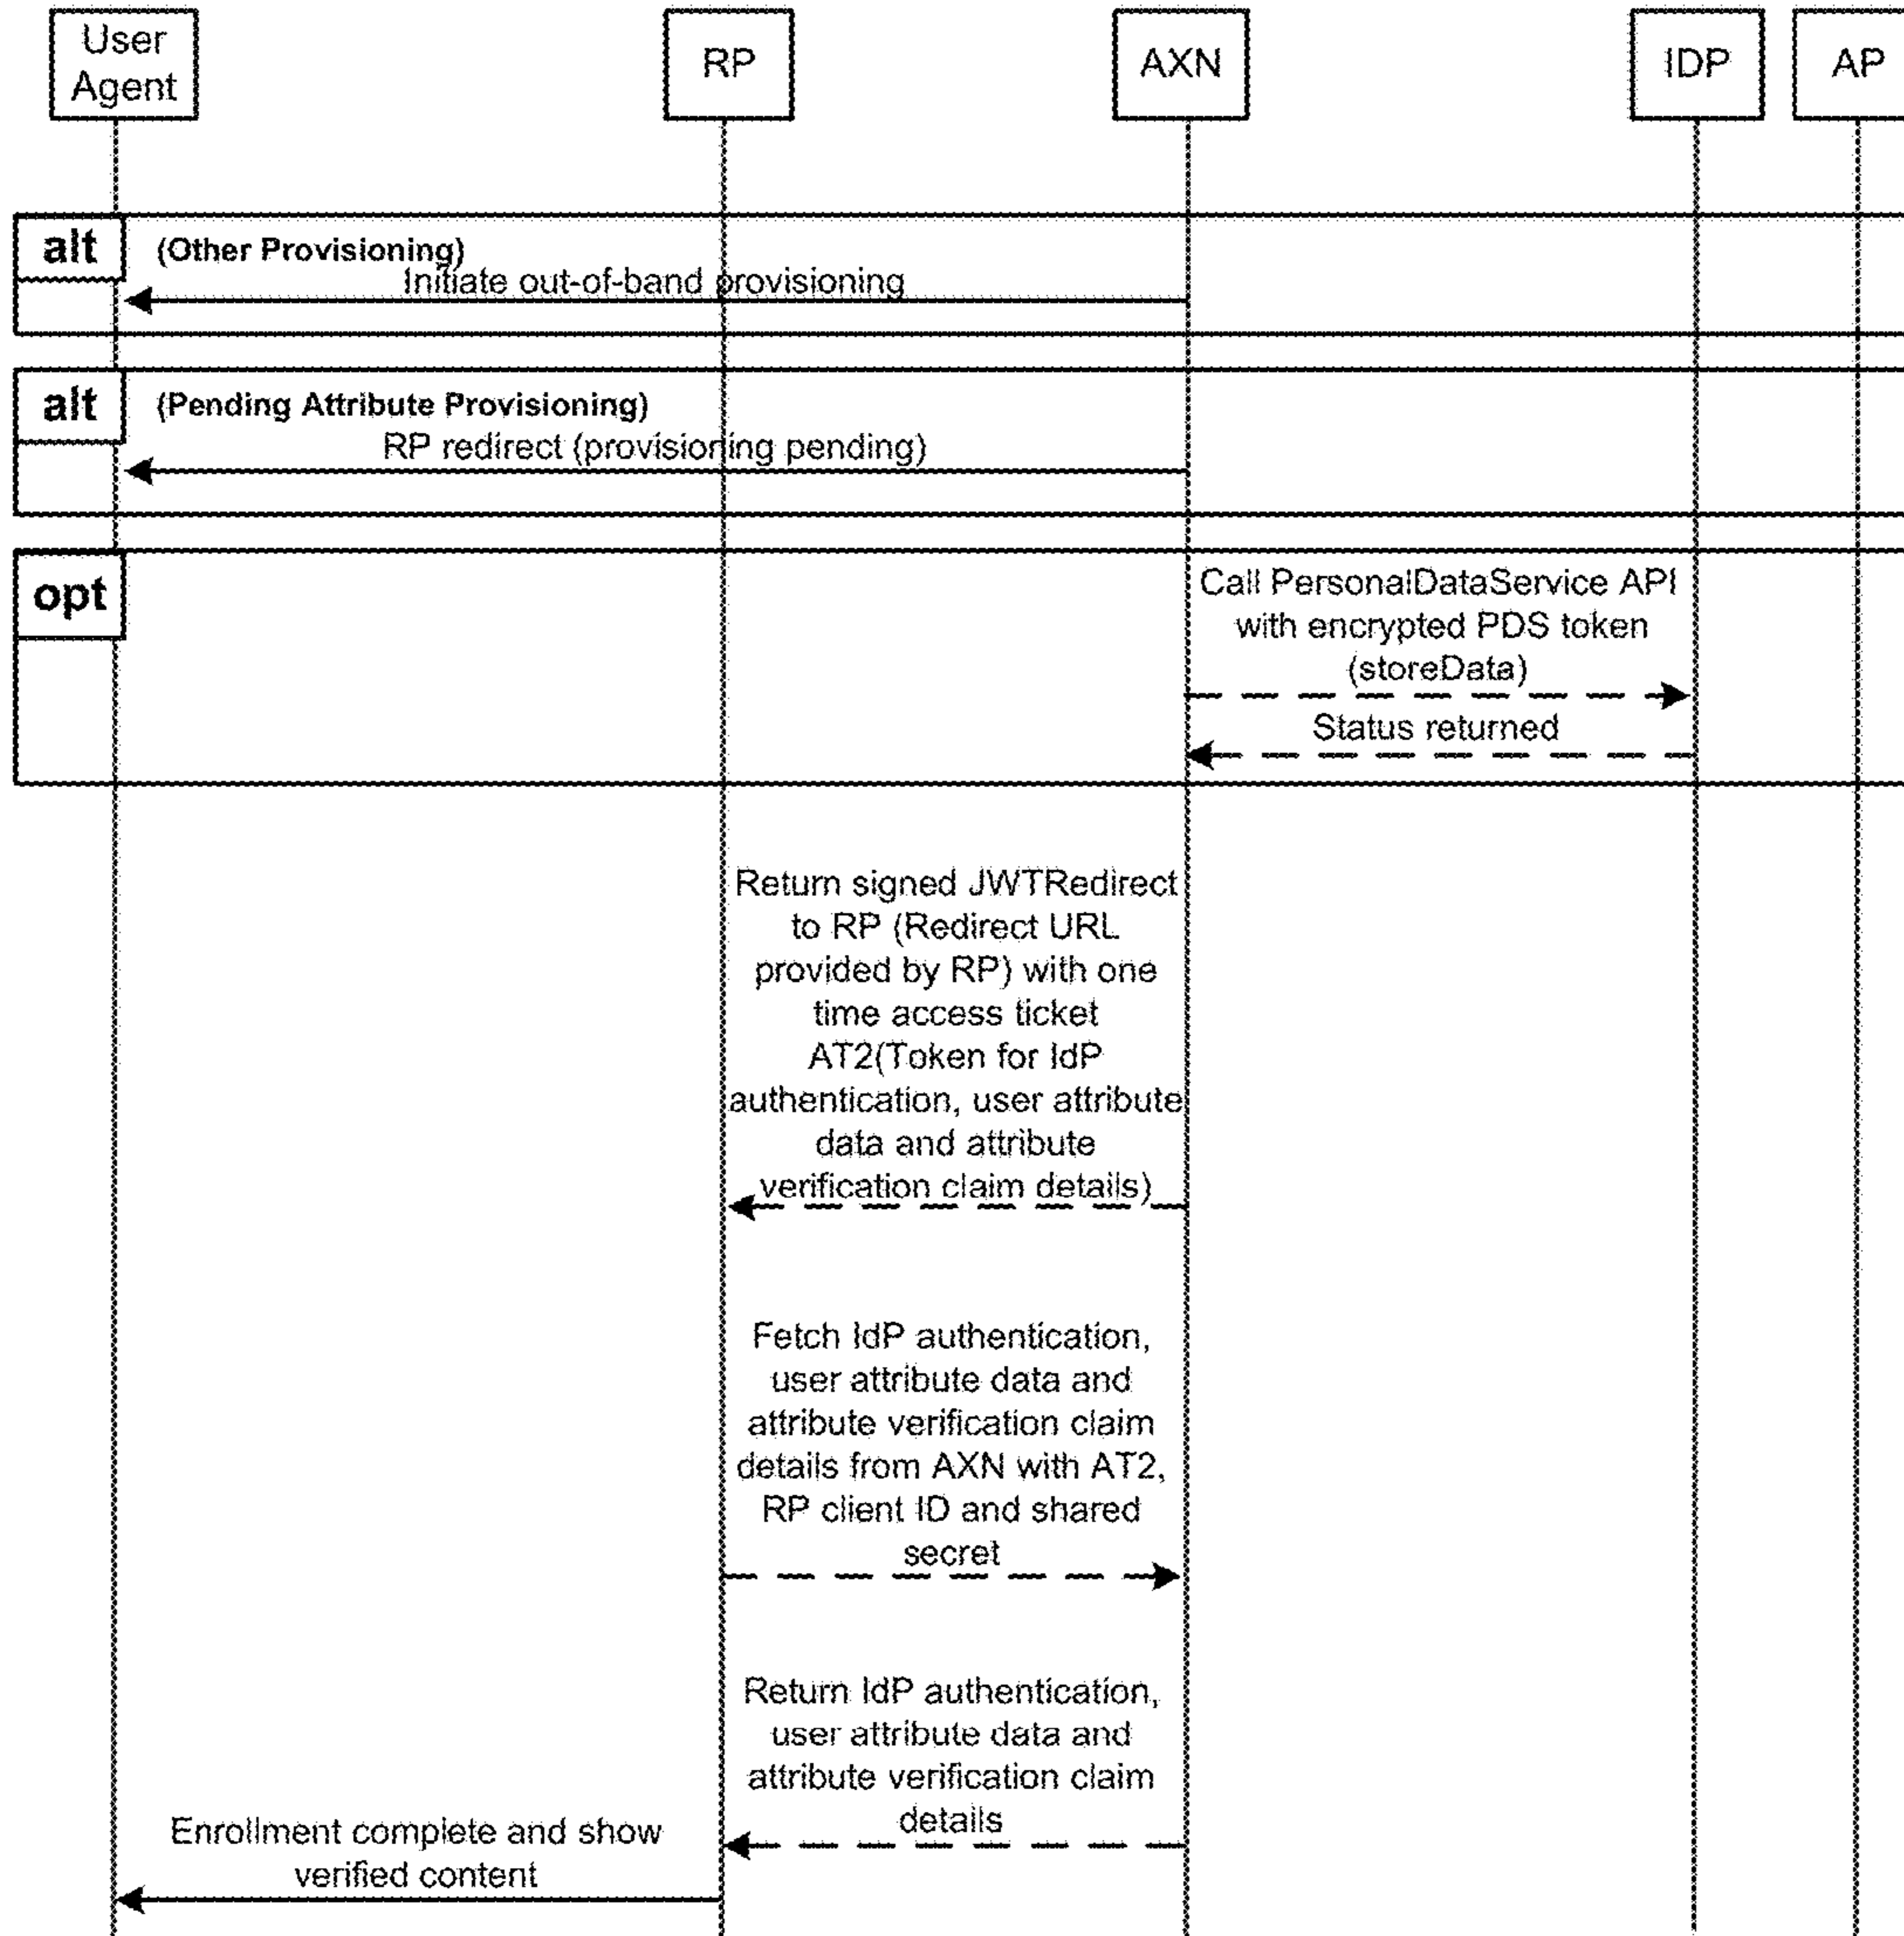 User
Agent
RP
AXN
IDP
AP
alt
(Other Provisioning)
Initiate out-of-band provisioning
alt
(Pending Attribute Provisioning)
RP redirect (provisioning pending)
opt
Call PersonalDataService API
with encrypted PDS token
(storeData)
Status returned
Return signed JWTRedirect
to RP (Redirect URL
provided by RP) with one
time access ticket
AT2(Token for IdP
authentication, user attribute
data and attribute
verification claim details)
Fetch IdP authentication,
user attribute data and
attribute verification claim
details from AXN with AT2,
RP client ID and shared
secret
Return IdP authentication,
user attribute data and
attribute verification claim
details
Enrollment complete and show
verified content